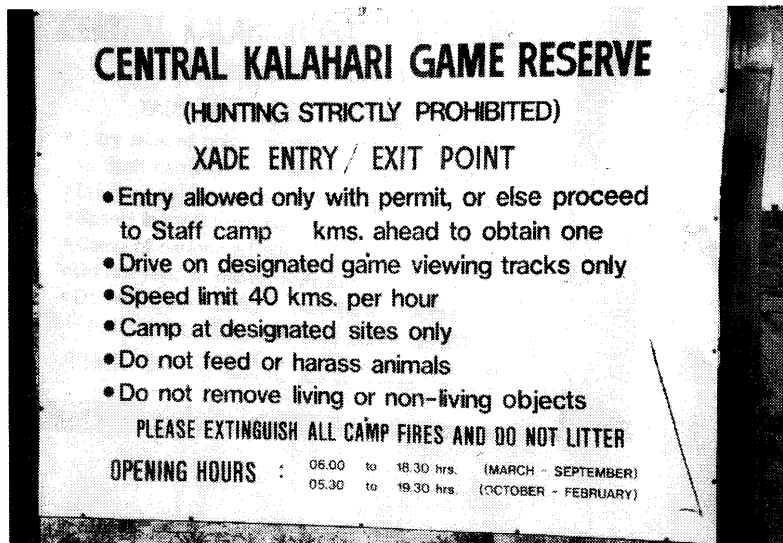 CENTRAL KALAHARI GAME RESERVE
(HUNTING STRICTLY PROHIBITED)
XADE ENTRY / EXIT POINT
• Entry allowed only with permit, or else proceed
to Staff camp kms. ahead to obtain one
• Drive on designated game viewing tracks only
• Speed limit 40 kms. per hour
• Camp at designated sites only
• Do not feed or harass animals
• Do not remove living or non-living objects
PLEASE EXTINGUISH ALL CAMP FIRES AND DO NOT LITTER
OPENING HOURS : 06.00 to 18.30 hrs. (MARCH - SEPTEMBER)
05.30 to 19.30 hrs. (OCTOBER - FEBRUARY)